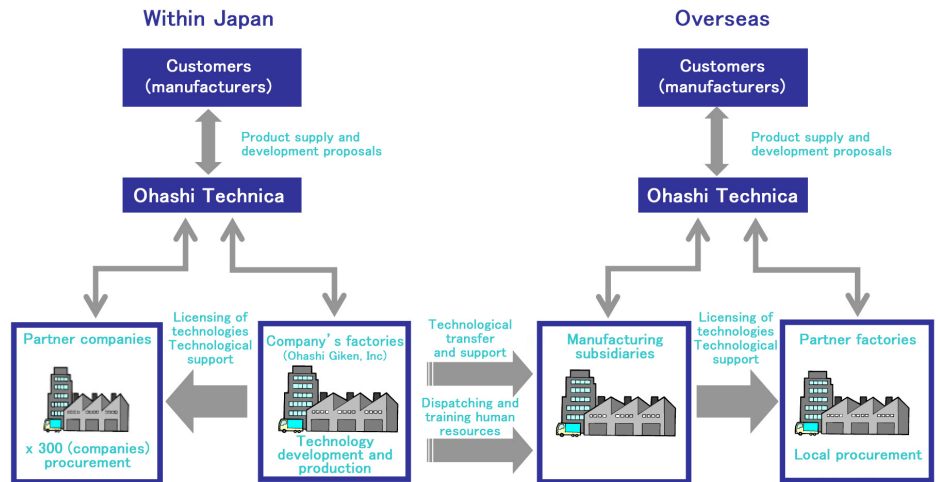 Within Japan
Customers
(manufacturers)
Product supply and
development proposals
Ohashi Technica
Partner companies
x 300 (companies)
procurement
Licensing of
technologies
Technological
support
Company's factories
(Ohashi Giken, Inc)
Technology
development and
production
Technological
transfer
and support
Dispatching and
training human
resources
Overseas
Customers
(manufacturers)
Product supply and
development proposals
Ohashi Technica
Manufacturing
subsidiaries
Licensing of
technologies
Technological
support
Partner factories
Local procurement